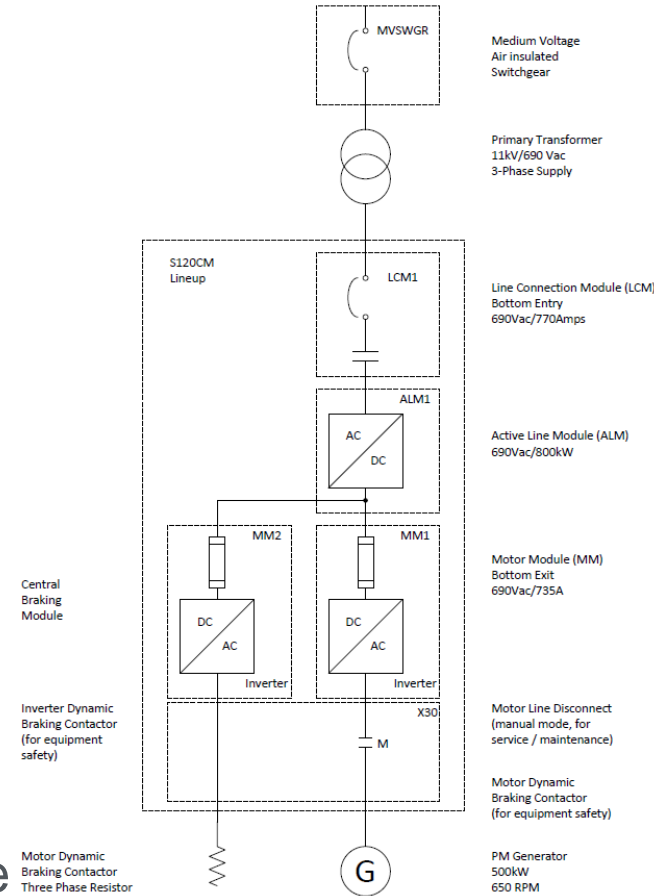 MVSWGR
Medium Voltage
Air insulated
Switchgear
Primary Transformer
11kV/690 Vac
3-Phase Supply
S120CM
Lineup
LCM1
Line Connection Module (LCM)
Bottom Entry
690Vac/770Amps
ALM1
AC
DC
Active Line Module (ALM)
690Vac/800kW
MM2
MM1
Motor Module (MM)
Bottom Exit
690Vac/735A
Central
Braking
Module
DC
AC
Inverter
DC
AC
Inverter
X30
Inverter Dynamic
Braking Contactor
(for equipment
safety)
M
Motor Line Disconnect
(manual mode, for
service / maintenance)
Motor Dynamic
Braking Contactor
(for equipment safety)
e
Motor Dynamic
Braking Contactor
Three Phase Resistor
G
PM Generator
500kW
650 RPM